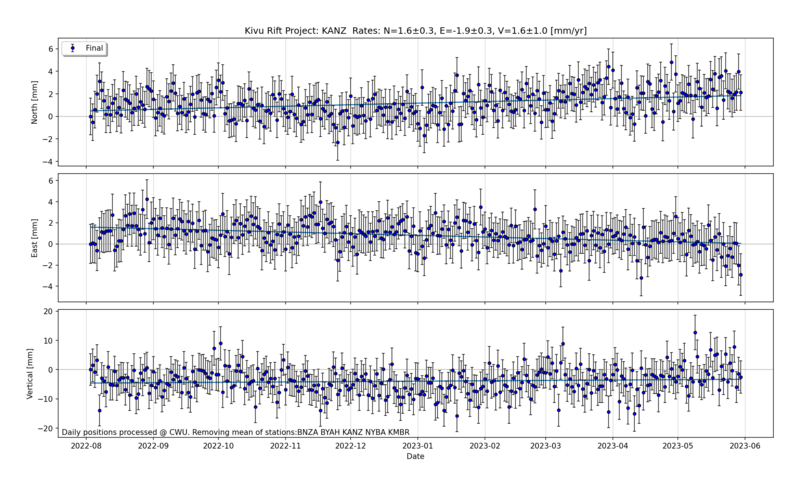 Kivu Rift Project: KANZ Rates: N=1.6±0.3, E=-1.9±0.3, V=1.6±1.0 [mm/yr]
Final
North [mm]
6
4
2
0
−2
−4
East [mm]
6
4
2
0
−2
−4
Vertical [mm]
20
10
0
−10
−20
Daily positions processed @ CWU. Removing mean of stations:BNZA BYAH KANZ NYBA KMBR
2022-08 2022-09 2022-10 2022-11 2022-12 2023-01 2023-02 2023-03 2023-04 2023-05 2023-06
Date